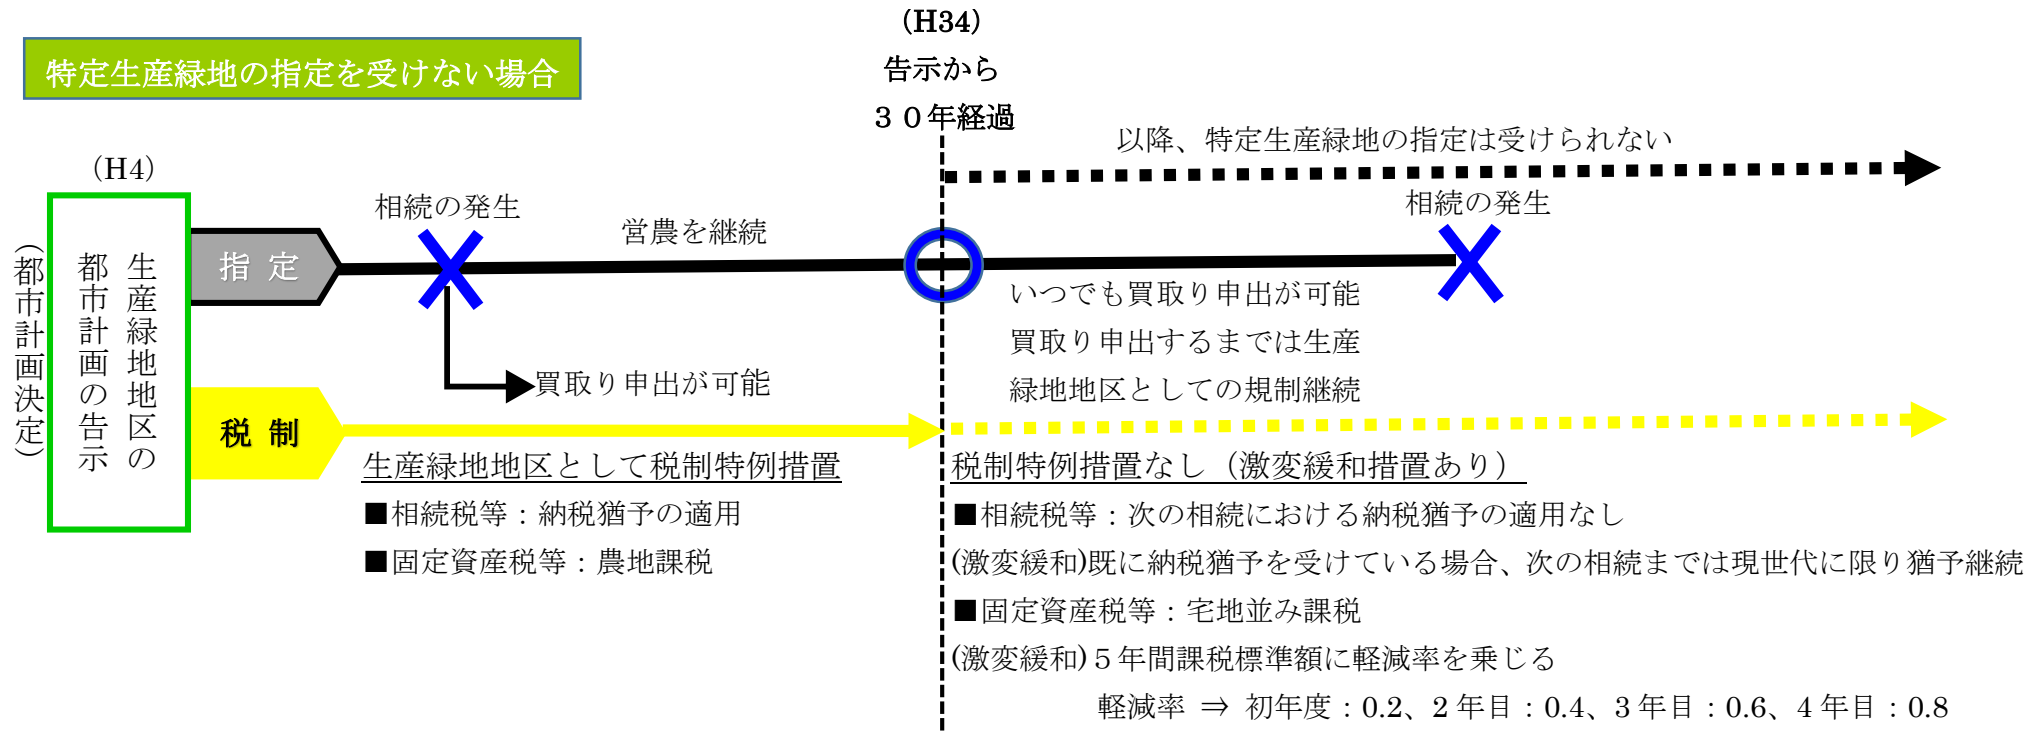 特定生産緑地の指定を受けない場合
(H34)
告示から
３０年経過
以降、特定生産緑地の指定は受けられない
(H4)
生産緑地地区の
都市計画の告示
（都市計画決定）
指 定
相続の発生
営農を継続
相続の発生
買取り申出が可能
いつでも買取り申出が可能
買取り申出するまでは生産
緑地地区としての規制継続
税 制
生産緑地地区として税制特例措置
■相続税等：納税猶予の適用
■固定資産税等：農地課税
税制特例措置なし（激変緩和措置あり）
■相続税等：次の相続における納税猶予の適用なし
(激変緩和)既に納税猶予を受けている場合、次の相続までは現世代に限り猶予継続
■固定資産税等：宅地並み課税
(激変緩和)５年間課税標準額に軽減率を乗じる
軽減率 ⇒ 初年度：0.2、2 年目：0.4、3 年目：0.6、4 年目：0.8